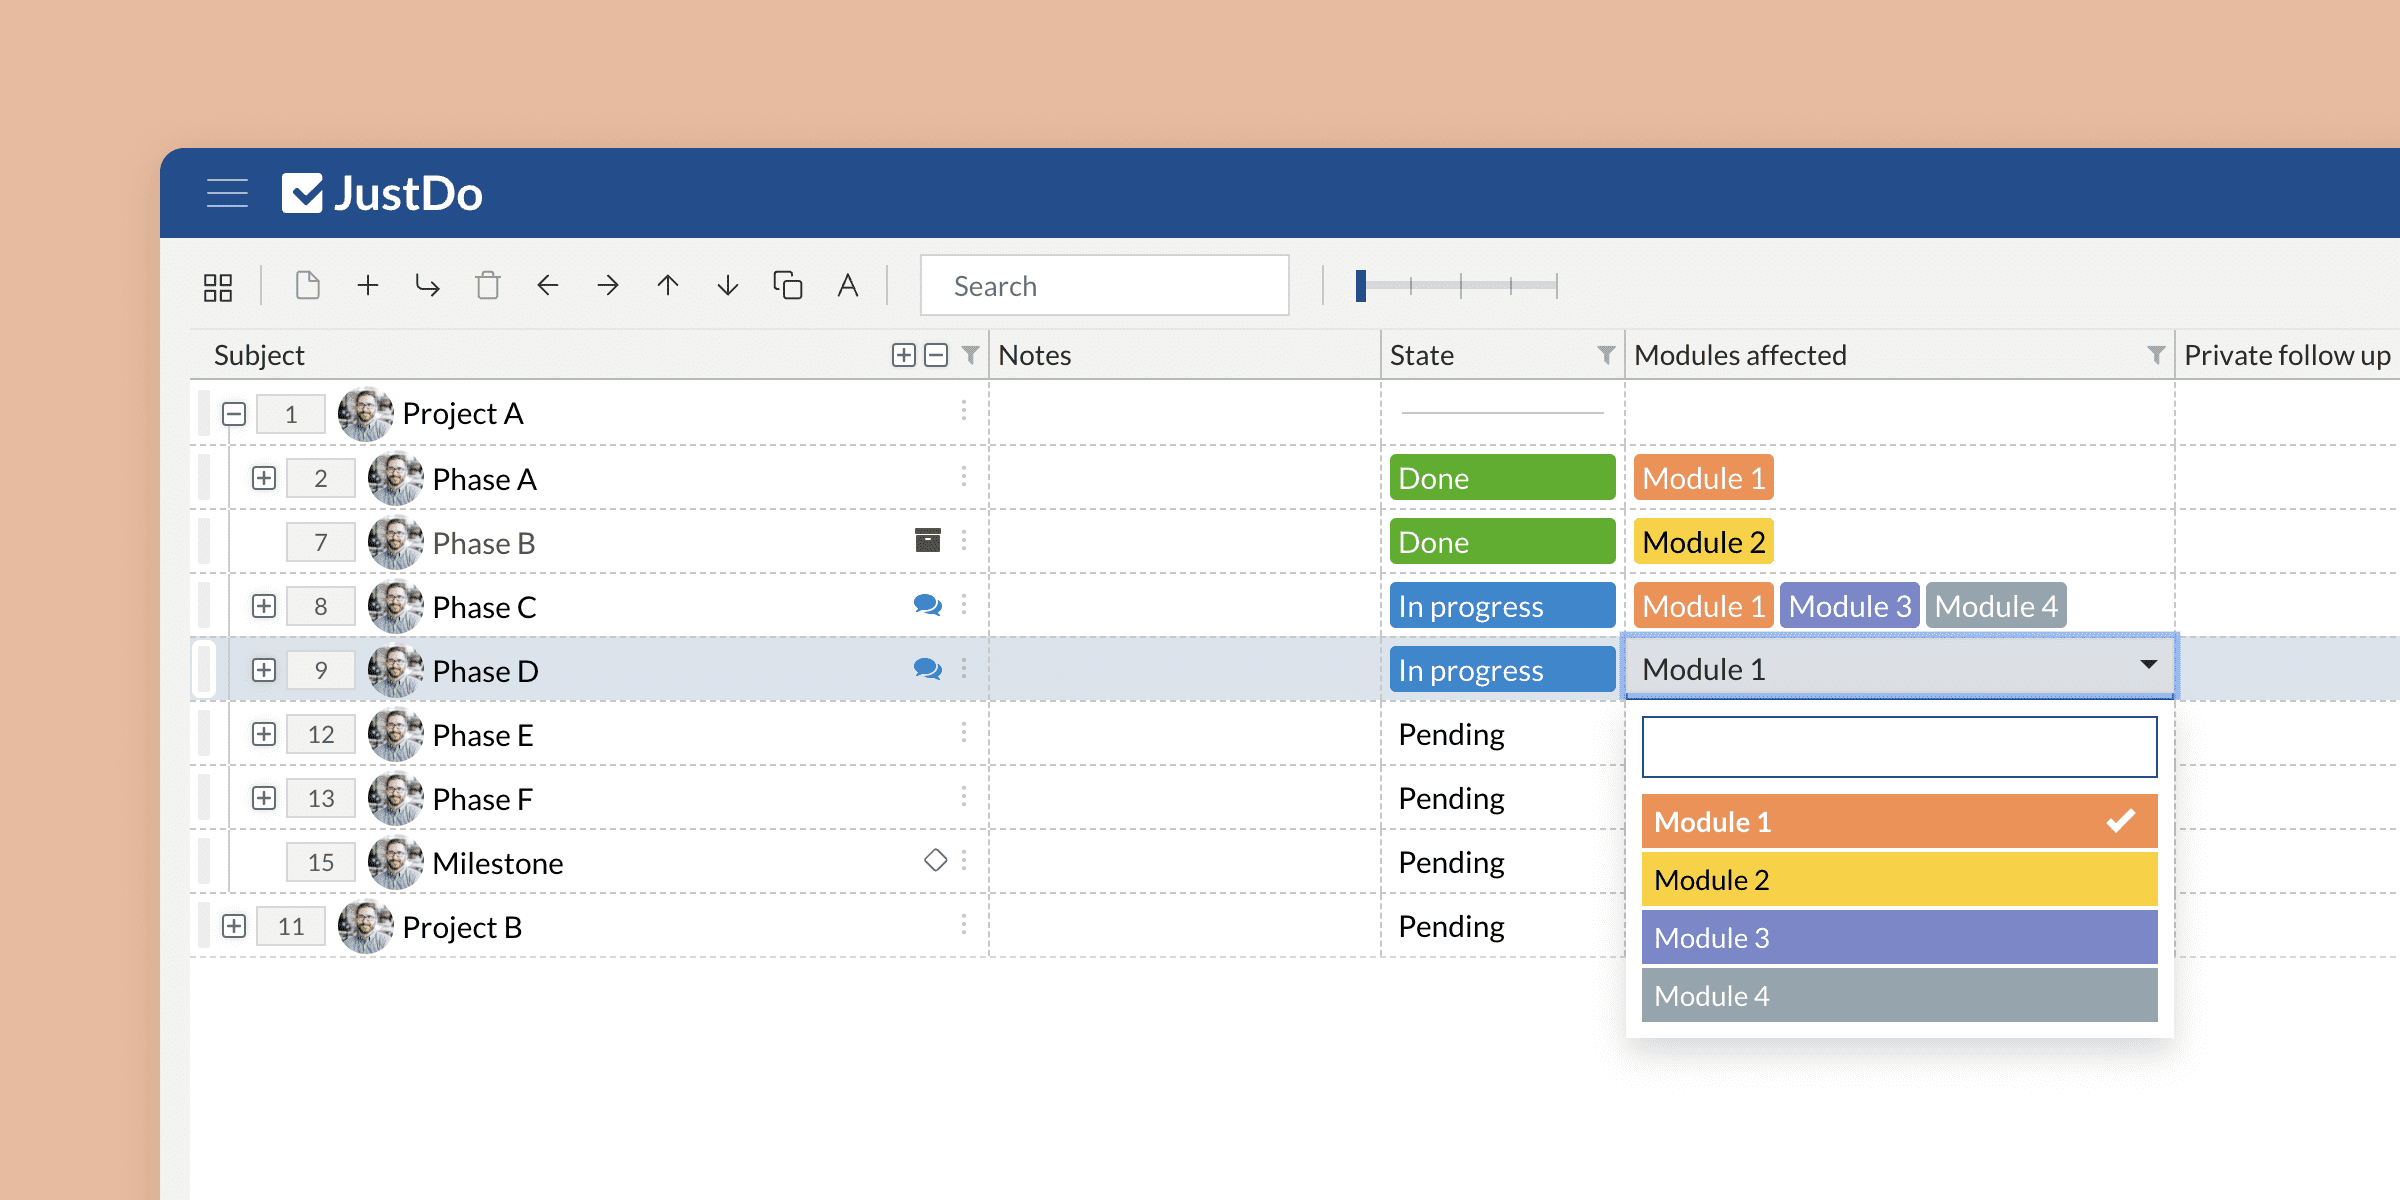 JustDo
Search
Subject Notes State Modules affected Private follow up
1 Project A
2 Phase A Done Module 1
7 Phase B Done Module 2
8 Phase C In progress Module 1 Module 3 Module 4
9 Phase D In progress Module 1
12 Phase E Pending
13 Phase F Pending
Module 1
15 Milestone Pending
Module 2
11 Project B Pending
Module 3
Module 4